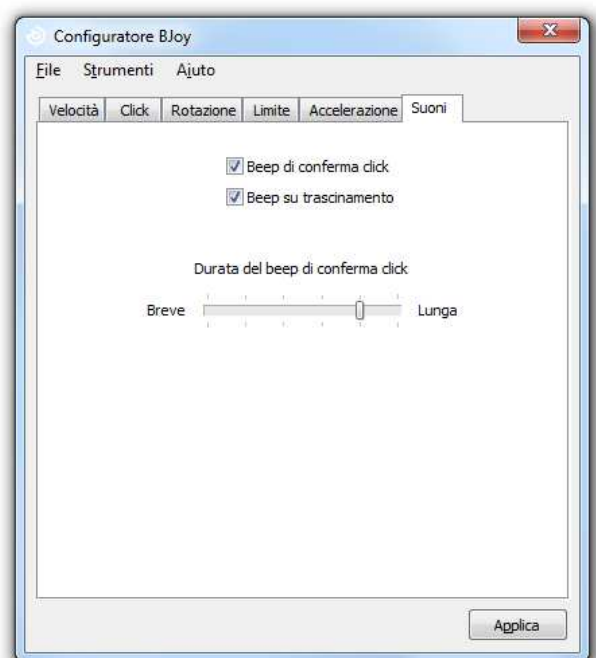 Configuratore BJoy
File Strumenti Ajuto
Velocità Click Rotazione Limite Accelerazione Suoni
Beep di conferma click
Beep su trascinamento
Durata del beep di conferma click
Breve Lunga
Applica